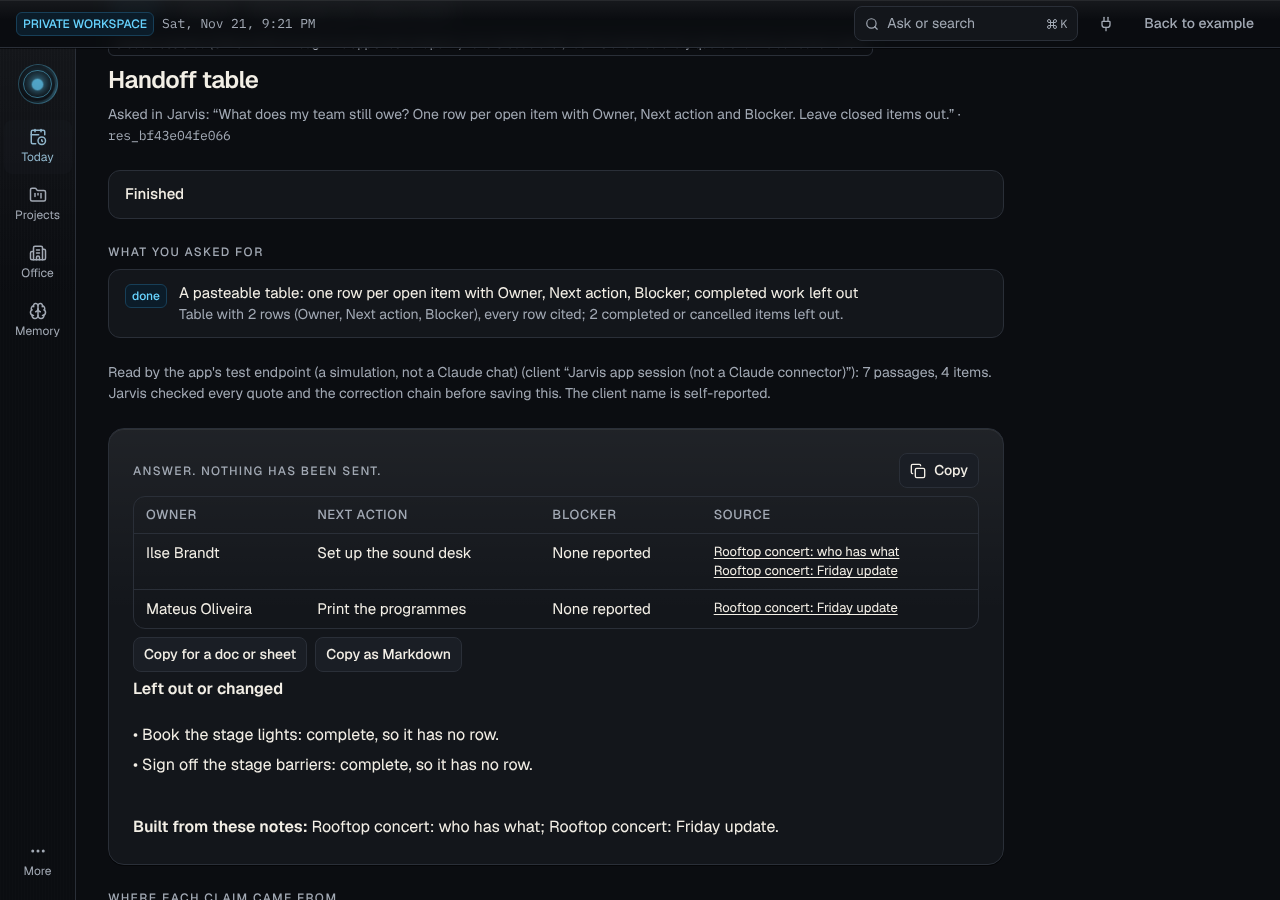 PRIVATE WORKSPACE
Sat, Nov 21, 9:21 PM
Ask or search
⌘K
Back to example
Today
Projects
Office
Memory
More
Handoff table
Asked in Jarvis: “What does my team still owe? One row per open item with Owner, Next action and Blocker. Leave closed items out.” ·
res_bf43e04fe066
Finished
WHAT YOU ASKED FOR
done
A pasteable table: one row per open item with Owner, Next action, Blocker; completed work left out
Table with 2 rows (Owner, Next action, Blocker), every row cited; 2 completed or cancelled items left out.
Read by the app's test endpoint (a simulation, not a Claude chat) (client “Jarvis app session (not a Claude connector)”): 7 passages, 4 items.
Jarvis checked every quote and the correction chain before saving this. The client name is self-reported.
ANSWER. NOTHING HAS BEEN SENT.
Copy
OWNER NEXT ACTION BLOCKER SOURCE
Ilse Brandt Set up the sound desk None reported Rooftop concert: who has what
Rooftop concert: Friday update
Mateus Oliveira Print the programmes None reported Rooftop concert: Friday update
Copy for a doc or sheet
Copy as Markdown
Left out or changed
• Book the stage lights: complete, so it has no row.
• Sign off the stage barriers: complete, so it has no row.
Built from these notes: Rooftop concert: who has what; Rooftop concert: Friday update.
WHERE EACH CLAIM CAME FROM